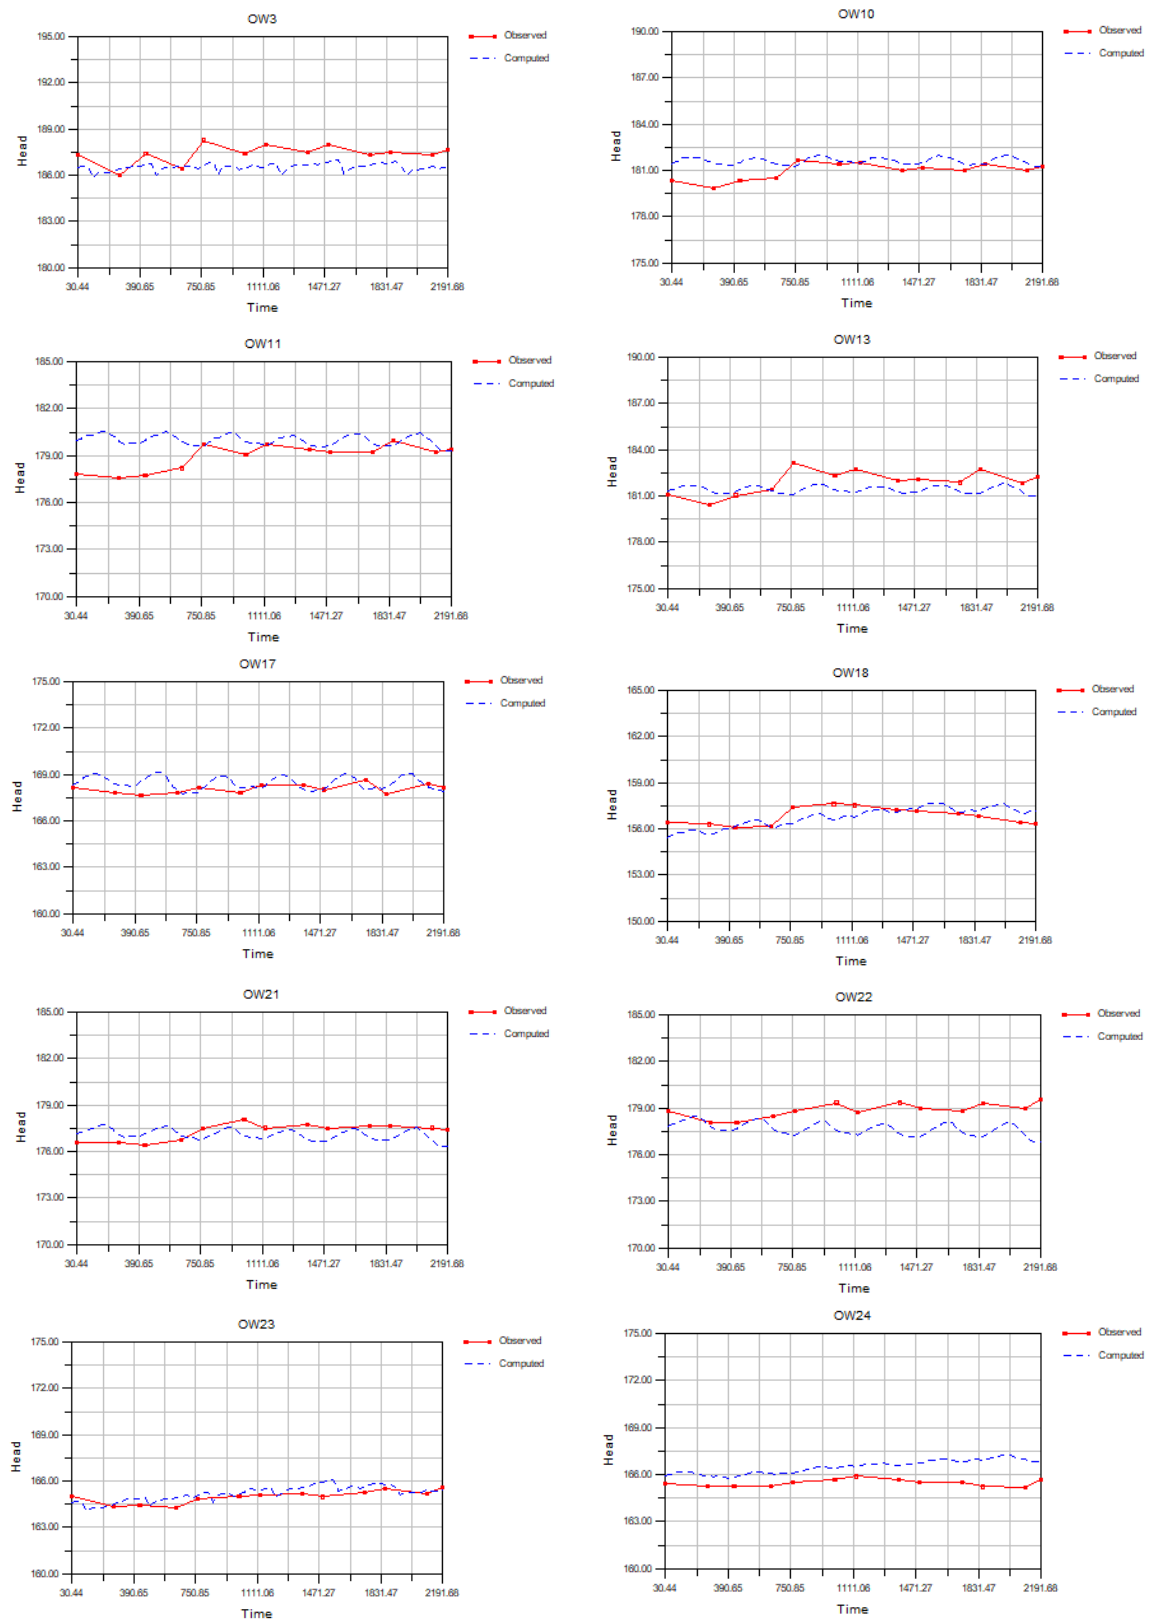 OW3
Observed
Computed
195.00
192.00
189.00
186.00
183.00
180.00
Head
30.44 390.65 750.85 1111.06 1471.27 1831.47 2191.68
Time
OW10
Observed
Computed
190.00
187.00
184.00
181.00
178.00
175.00
Head
30.44 390.65 750.85 1111.06 1471.27 1831.47 2191.68
Time
OW11
Observed
Computed
185.00
182.00
179.00
176.00
173.00
170.00
Head
30.44 390.65 750.85 1111.06 1471.27 1831.47 2191.68
Time
OW13
Observed
Computed
190.00
187.00
184.00
181.00
178.00
175.00
Head
30.44 390.65 750.85 1111.06 1471.27 1831.47 2191.68
Time
OW17
Observed
Computed
175.00
172.00
169.00
166.00
163.00
160.00
Head
30.44 390.65 750.85 1111.06 1471.27 1831.47 2191.68
Time
OW18
Observed
Computed
165.00
162.00
159.00
156.00
153.00
150.00
Head
30.44 390.65 750.85 1111.06 1471.27 1831.47 2191.68
Time
OW21
Observed
Computed
185.00
182.00
179.00
176.00
173.00
170.00
Head
30.44 390.65 750.85 1111.06 1471.27 1831.47 2191.68
Time
OW22
Observed
Computed
185.00
182.00
179.00
176.00
173.00
170.00
Head
30.44 390.65 750.85 1111.06 1471.27 1831.47 2191.68
Time
OW23
Observed
Computed
175.00
172.00
169.00
166.00
163.00
160.00
Head
30.44 390.65 750.85 1111.06 1471.27 1831.47 2191.68
Time
OW24
Observed
Computed
175.00
172.00
169.00
166.00
163.00
160.00
Head
30.44 390.65 750.85 1111.06 1471.27 1831.47 2191.68
Time